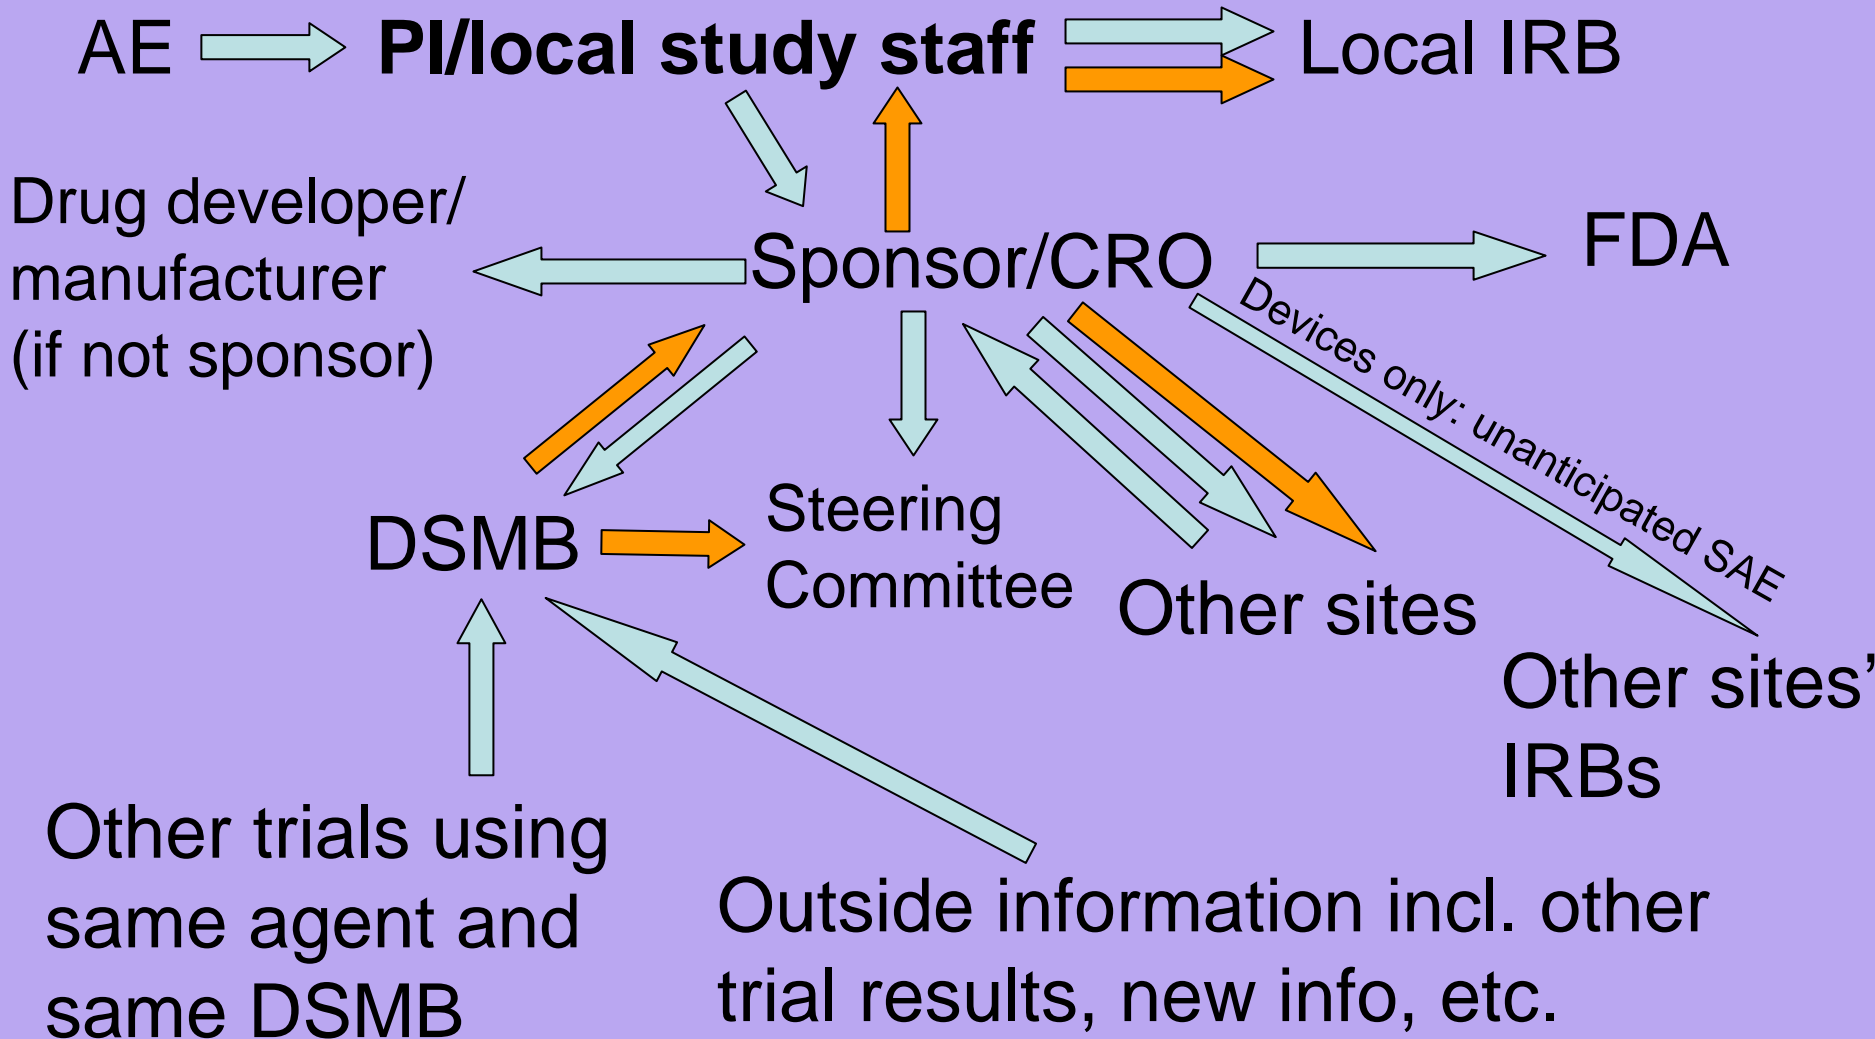 AE
PI/local study staff
Local IRB
Drug developer/
manufacturer
(if not sponsor)
Sponsor/CRO
FDA
Devices only: unanticipated SAE
DSMB
Steering
Committee
Other sites
Other sites’
IRBs
Other trials using
same agent and
same DSMB
Outside information incl. other
trial results, new info, etc.